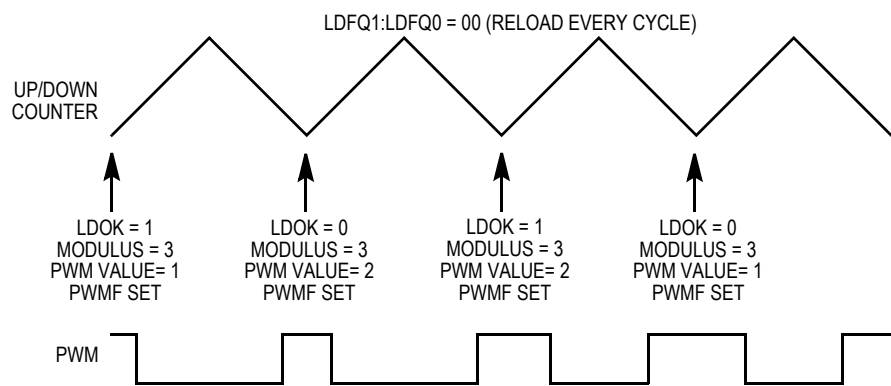 LDFQ1:LDFQ0 = 00 (RELOAD EVERY CYCLE)
UP/DOWN
COUNTER
LDOK = 1
MODULUS = 3
PWM VALUE= 1
PWMF SET
LDOK = 0
MODULUS = 3
PWM VALUE= 2
PWMF SET
LDOK = 1
MODULUS = 3
PWM VALUE= 2
PWMF SET
LDOK = 0
MODULUS = 3
PWM VALUE= 1
PWMF SET
PWM